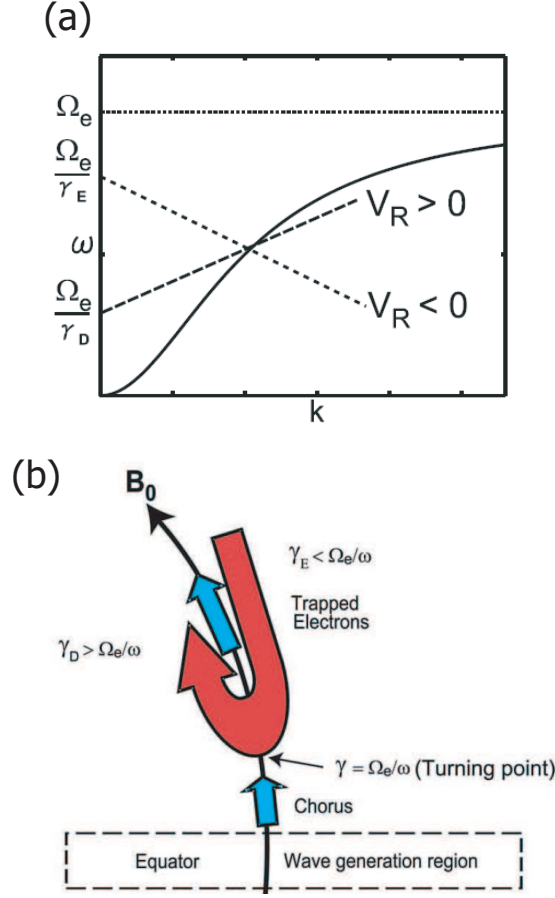 (a)
Ωe
Ωe
γE
VR > 0
ω
Ωe
γD
VR < 0
k
(b)
B0
γE < Ωe/ω
Trapped
Electrons
γD > Ωe/ω
γ = Ωe/ω (Turning point)
Chorus
Equator Wave generation region